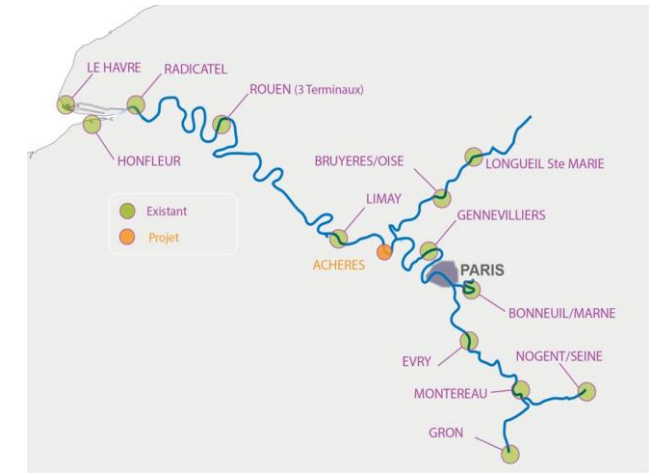 LE HAVRE
RADICATEL
ROUEN (3 Terminaux)
HONFLEUR
BRUYERES/OISE
LONGUEIL Ste MARIE
LIMAY
GENNEVILLIERS
Existant
Projet
ACHERES
PARIS
BONNEUIL/MARNE
EVRY
NOGENT/SEINE
MONTEREAU
GRON